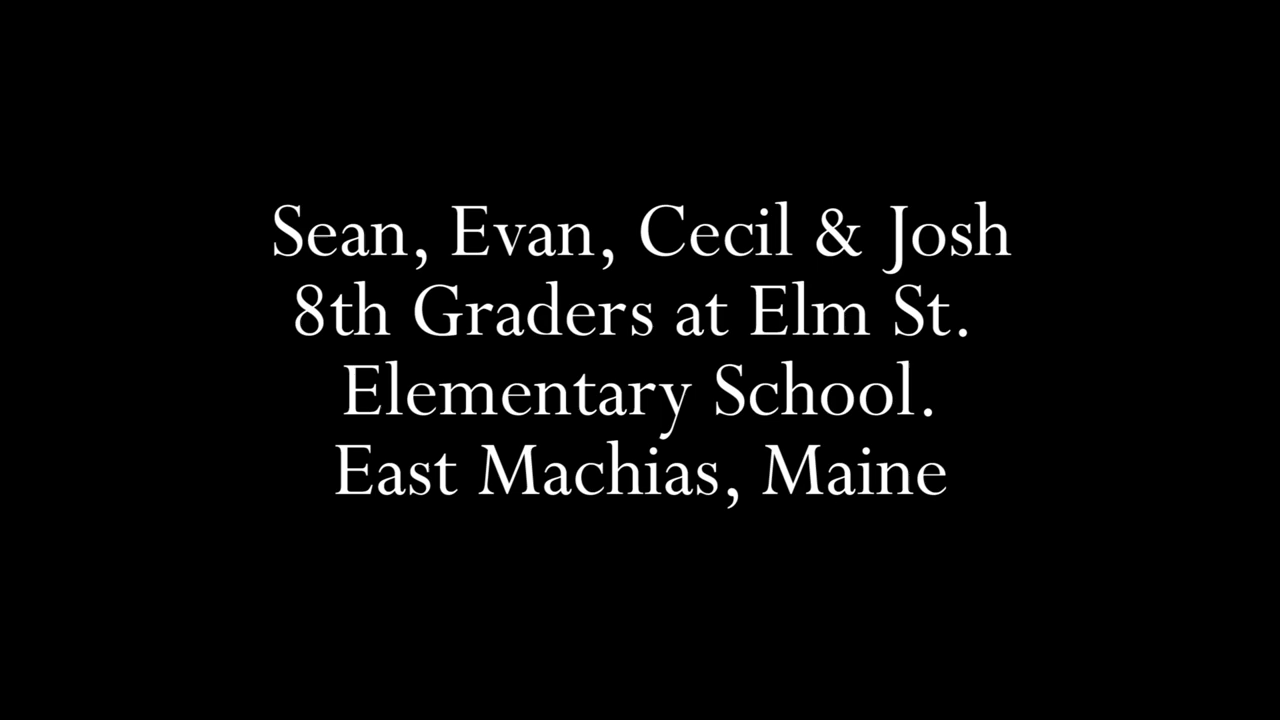 Sean, Evan, Cecil & Josh
8th Graders at Elm St.
Elementary School.
East Machias, Maine